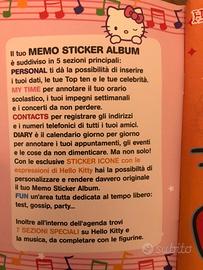 Il tuo MEMO STICKER ALBUM
è suddiviso in 5 sezioni principali:
PERSONAL ti dà la possibilità di inserire
i tuoi dati, le tue Top ten e le tue celebrità.
MY TIME per annotare il tuo orario
scolastico, i tuoi impegni settimanali
e i concerti da non perdere.
CONTACTS per registrare gli indirizzi
e i numeri telefonici di tutti i tuoi amici.
DIARY è il calendario giorno per giorno
per annotare i tuoi appuntamenti, gli eventi
e le cose da non dimenticare. Ma non solo!
Con le esclusive STICKER ICONE con le
espressioni di Hello Kitty hai la possibilità di
personalizzare e rendere davvero originale
il tuo Memo Sticker Album.
FUN un'area tutta dedicata al tempo libero:
test, gossip, party...
Inoltre all'interno dell'agenda trovi
7 SEZIONI SPECIALI su Hello Kitty e
la musica, da completare con le figurine.
subito